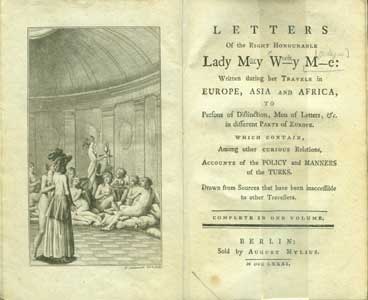 LETTERS
Of the RIGHT HONOURABLE
Lady M—y W—y M—e:
Written during her TRAVELS in
EUROPE, ASIA AND AFRICA,
TO
Persons of Distinction, Men of Letters, &c.
in different PARTS of EUROPE.
WHICH CONTAIN,
Among other CURIOUS Relations,
ACCOUNTS of the POLICY and MANNERS
of the TURKS.
Drawn from Sources that have been inaccessible
to other Travellers.
COMPLETE IN ONE VOLUME.
BERLIN:
Sold by AUGUST MYLIUS.